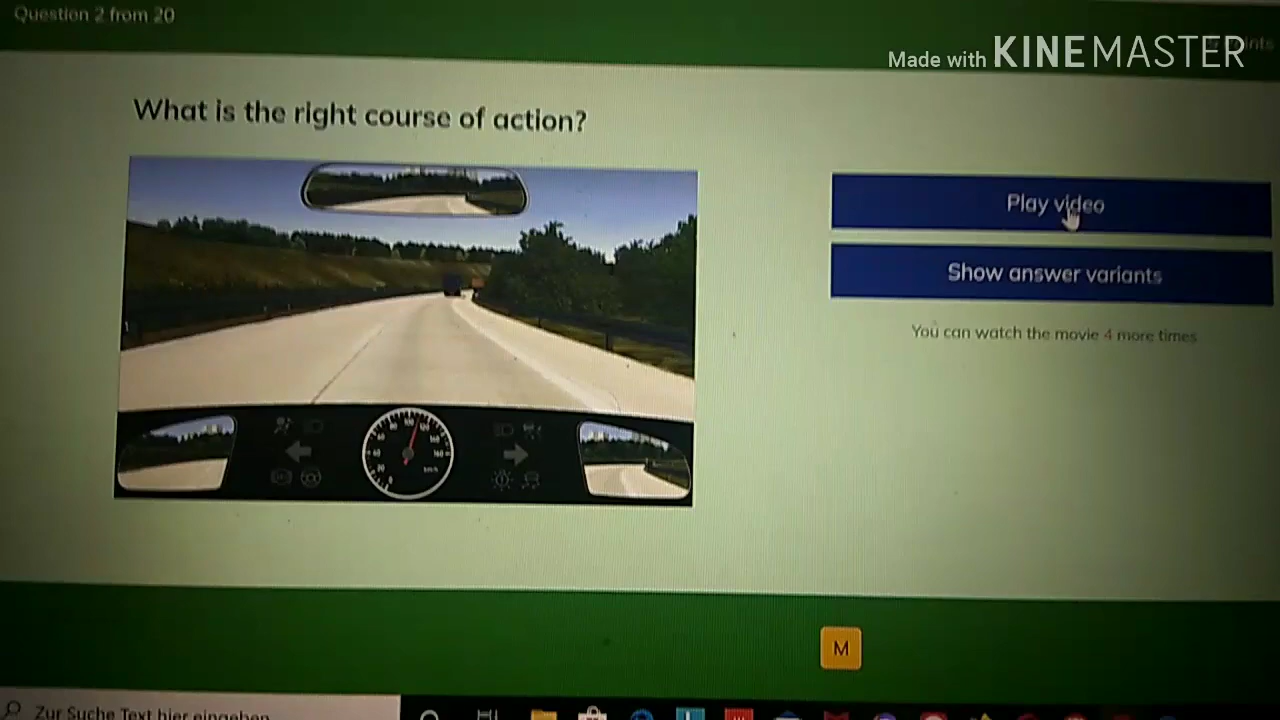 Question 2 from 20
Made with KINEMASTER
What is the right course of action?
Play video
Show answer variants
You can watch the movie 4 more times
M
Zur Suche Text hier eingeben